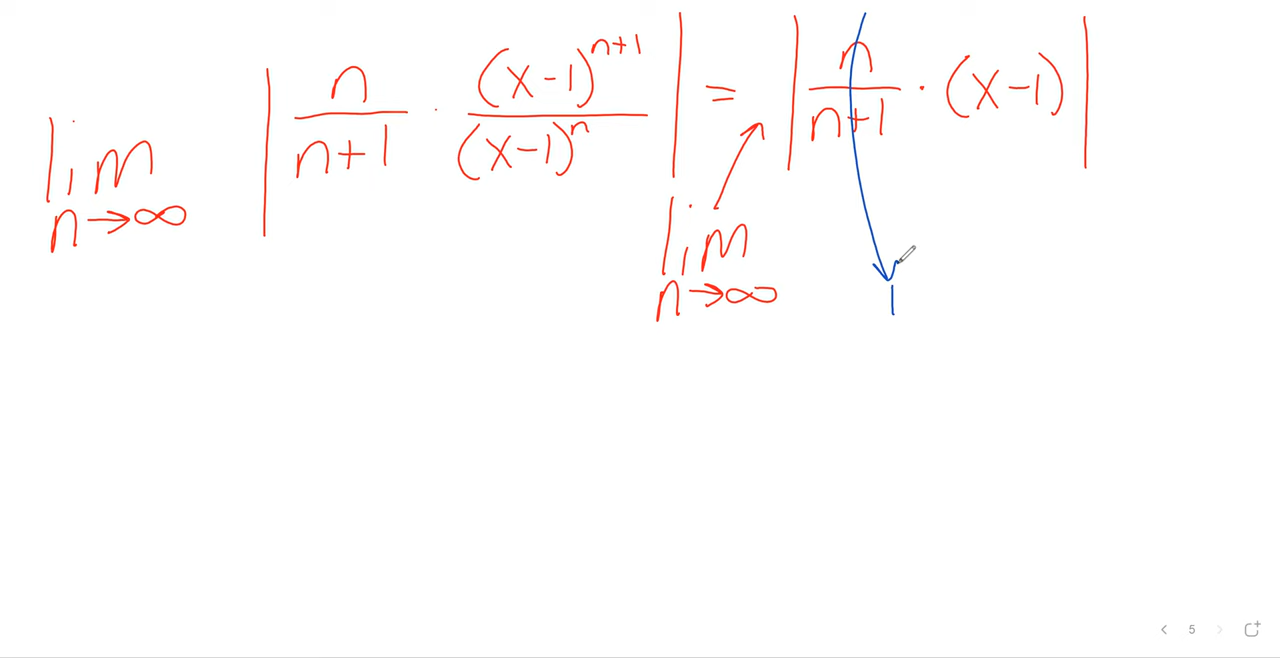 lim n→∞ | n/(n+1) · (x-1)^(n+1)/(x-1)^n | = | n/(n+1) · (x-1) |
lim n→∞
1
5